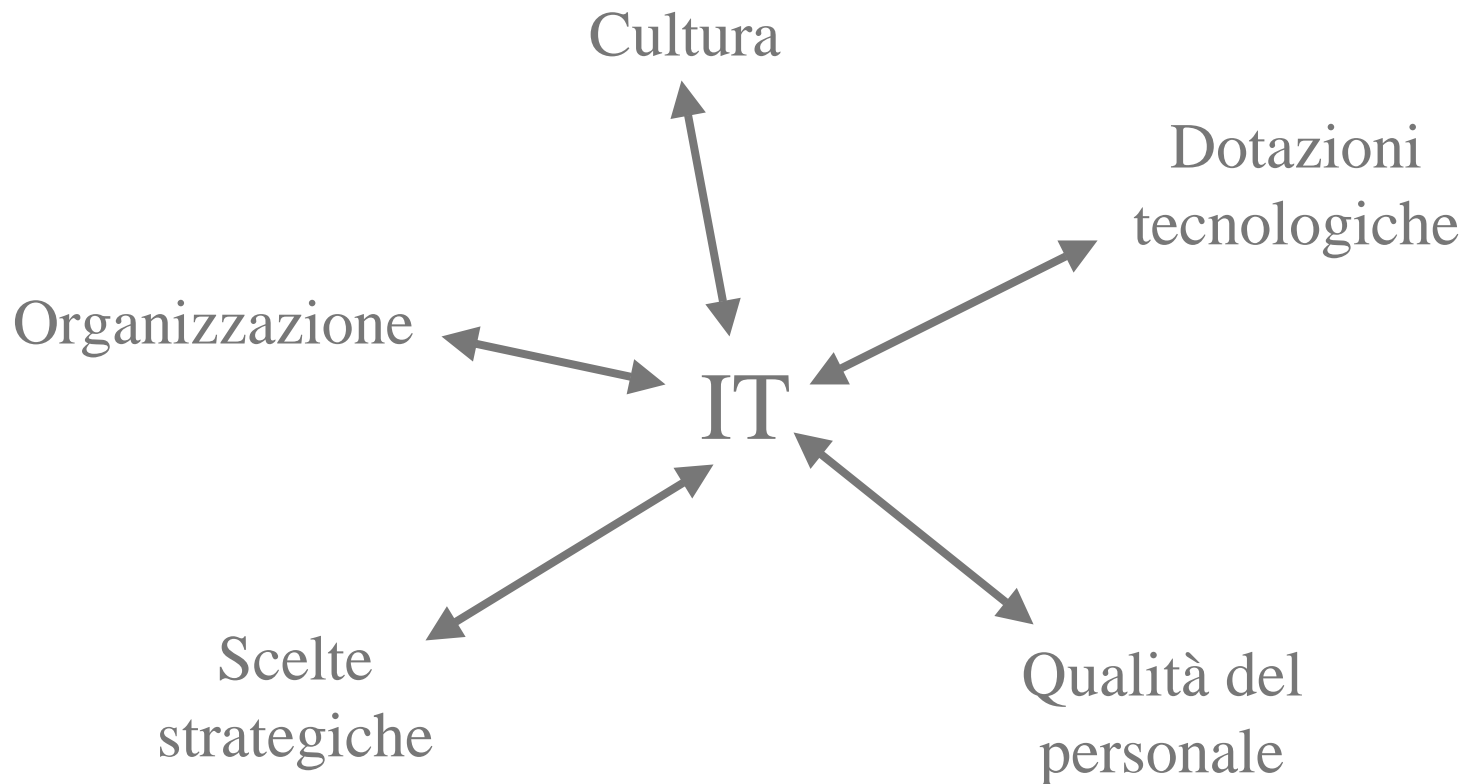 Cultura
Dotazioni
tecnologiche
Organizzazione
IT
Scelte
strategiche
Qualità del
personale